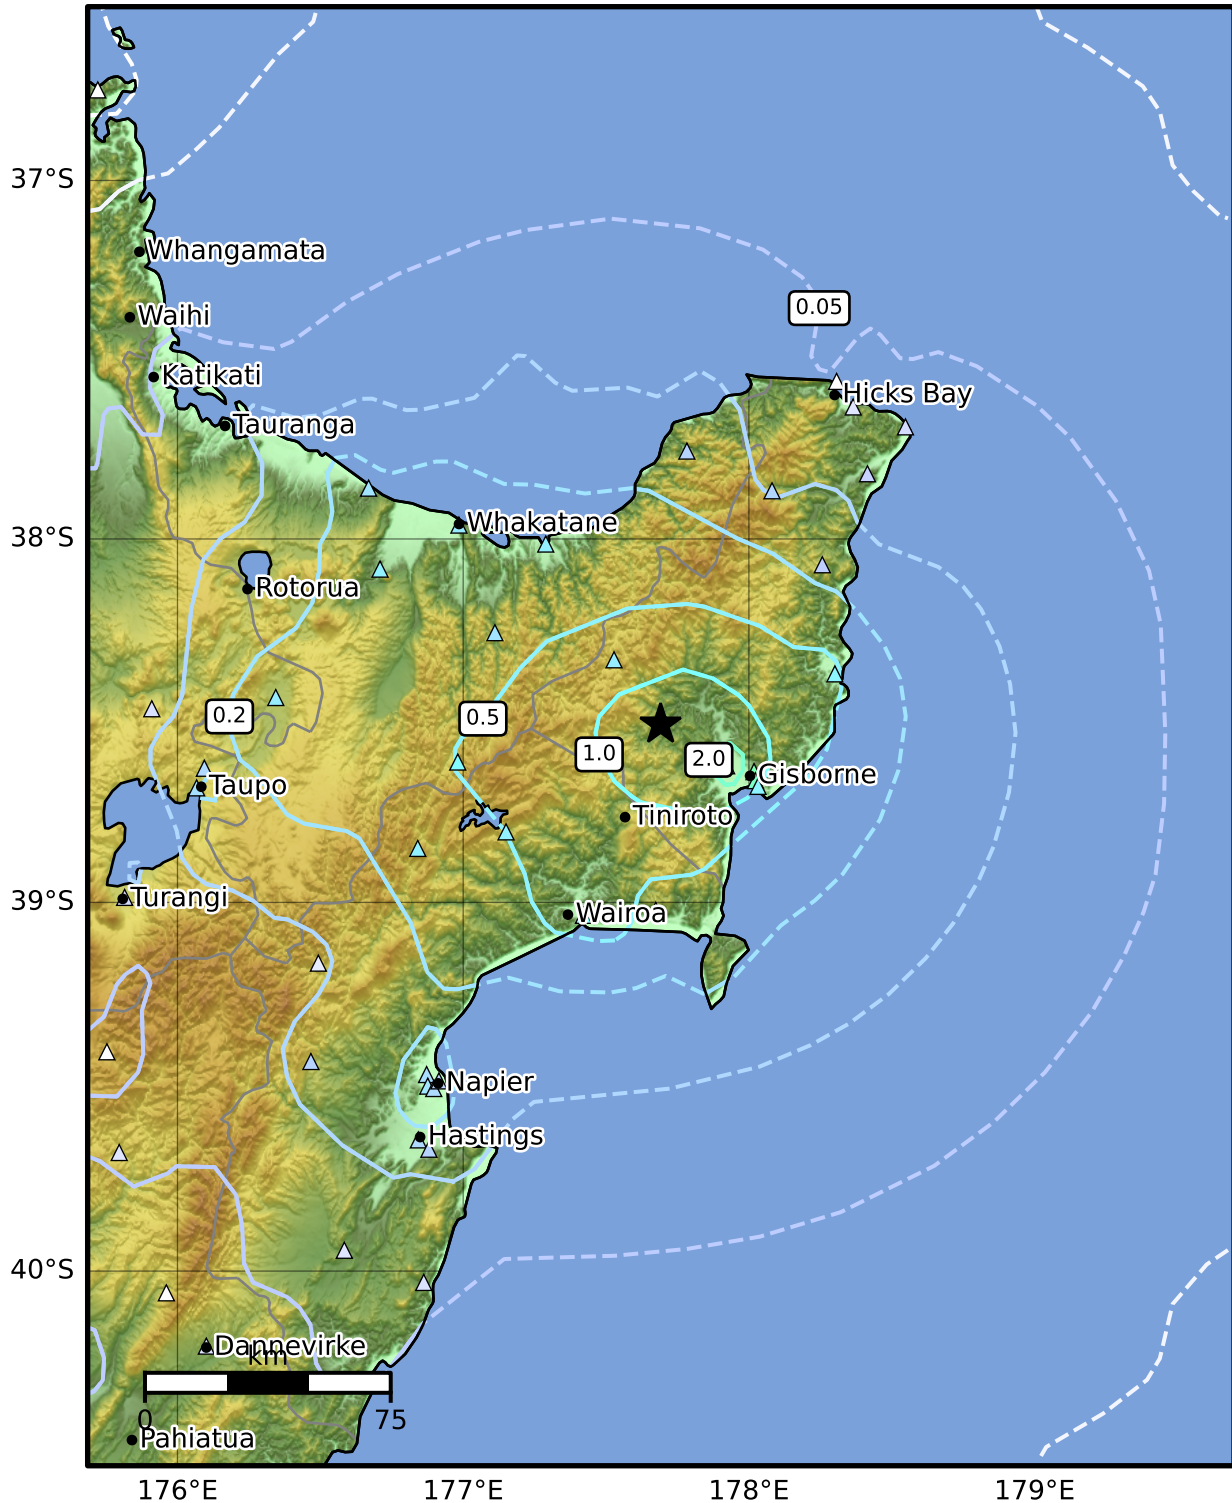 37°S
Whangamata
0.05
Waihi
Katikati
Hicks Bay
Tauranga
Whakatane
38°S
Rotorua
0.2
0.5
1.0
2.0
Gisborne
Taupo
Tiniroto
Turangi
39°S
Wairoa
Napier
Hastings
40°S
Dannevirke
km
0
75
Pahiatua
176°E
177°E
178°E
179°E